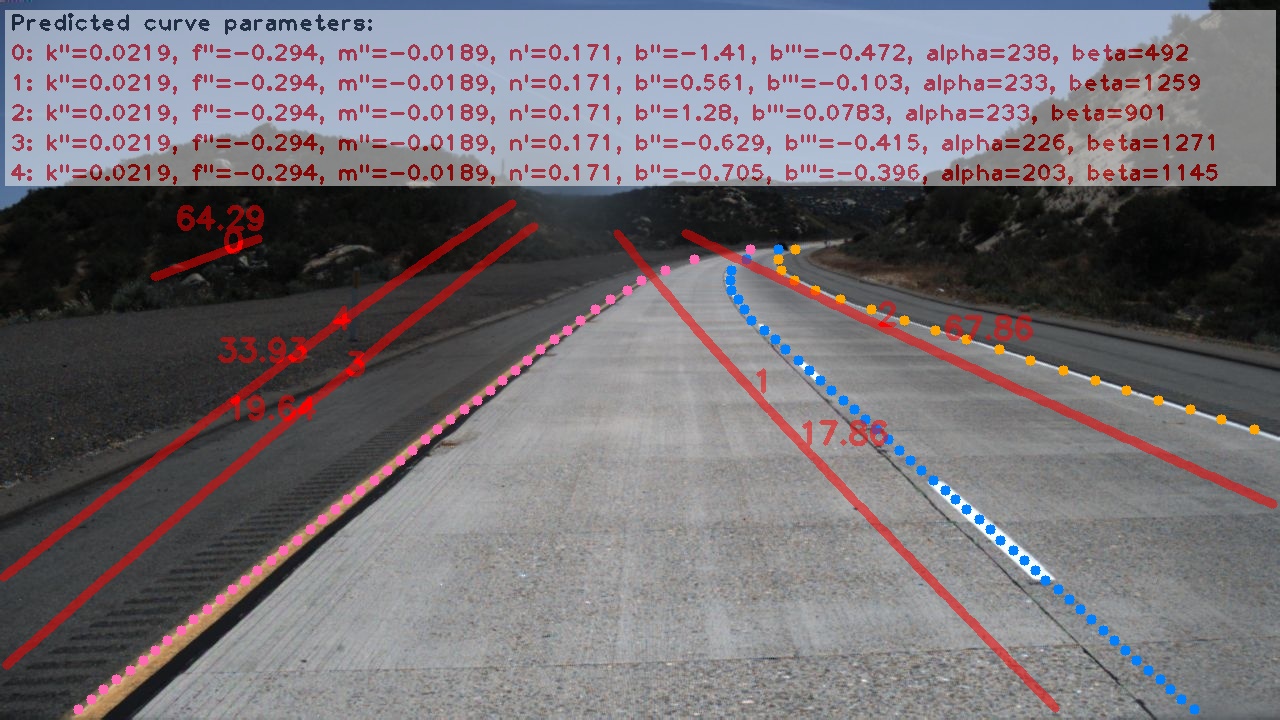 Predicted curve parameters:
0: k''=0.0219, f''=-0.294, m''=-0.0189, n'=0.171, b''=-1.41, b'''=-0.472, alpha=238, beta=492
1: k''=0.0219, f''=-0.294, m''=-0.0189, n'=0.171, b''=0.561, b'''=-0.103, alpha=233, beta=1259
2: k''=0.0219, f''=-0.294, m''=-0.0189, n'=0.171, b''=1.28, b'''=0.0783, alpha=233, beta=901
3: k''=0.0219, f''=-0.294, m''=-0.0189, n'=0.171, b''=-0.629, b'''=-0.415, alpha=226, beta=1271
4: k''=0.0219, f''=-0.294, m''=-0.0189, n'=0.171, b''=-0.705, b'''=-0.396, alpha=203, beta=1145
64.29
0
4
2
67.86
33.93
3
1
19.64
17.86